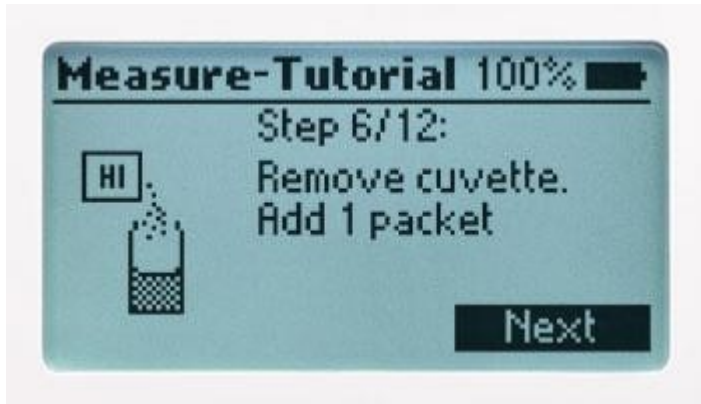 Measure-Tutorial 100%
Step 6/12:
HI
Remove cuvette.
Add 1 packet
Next